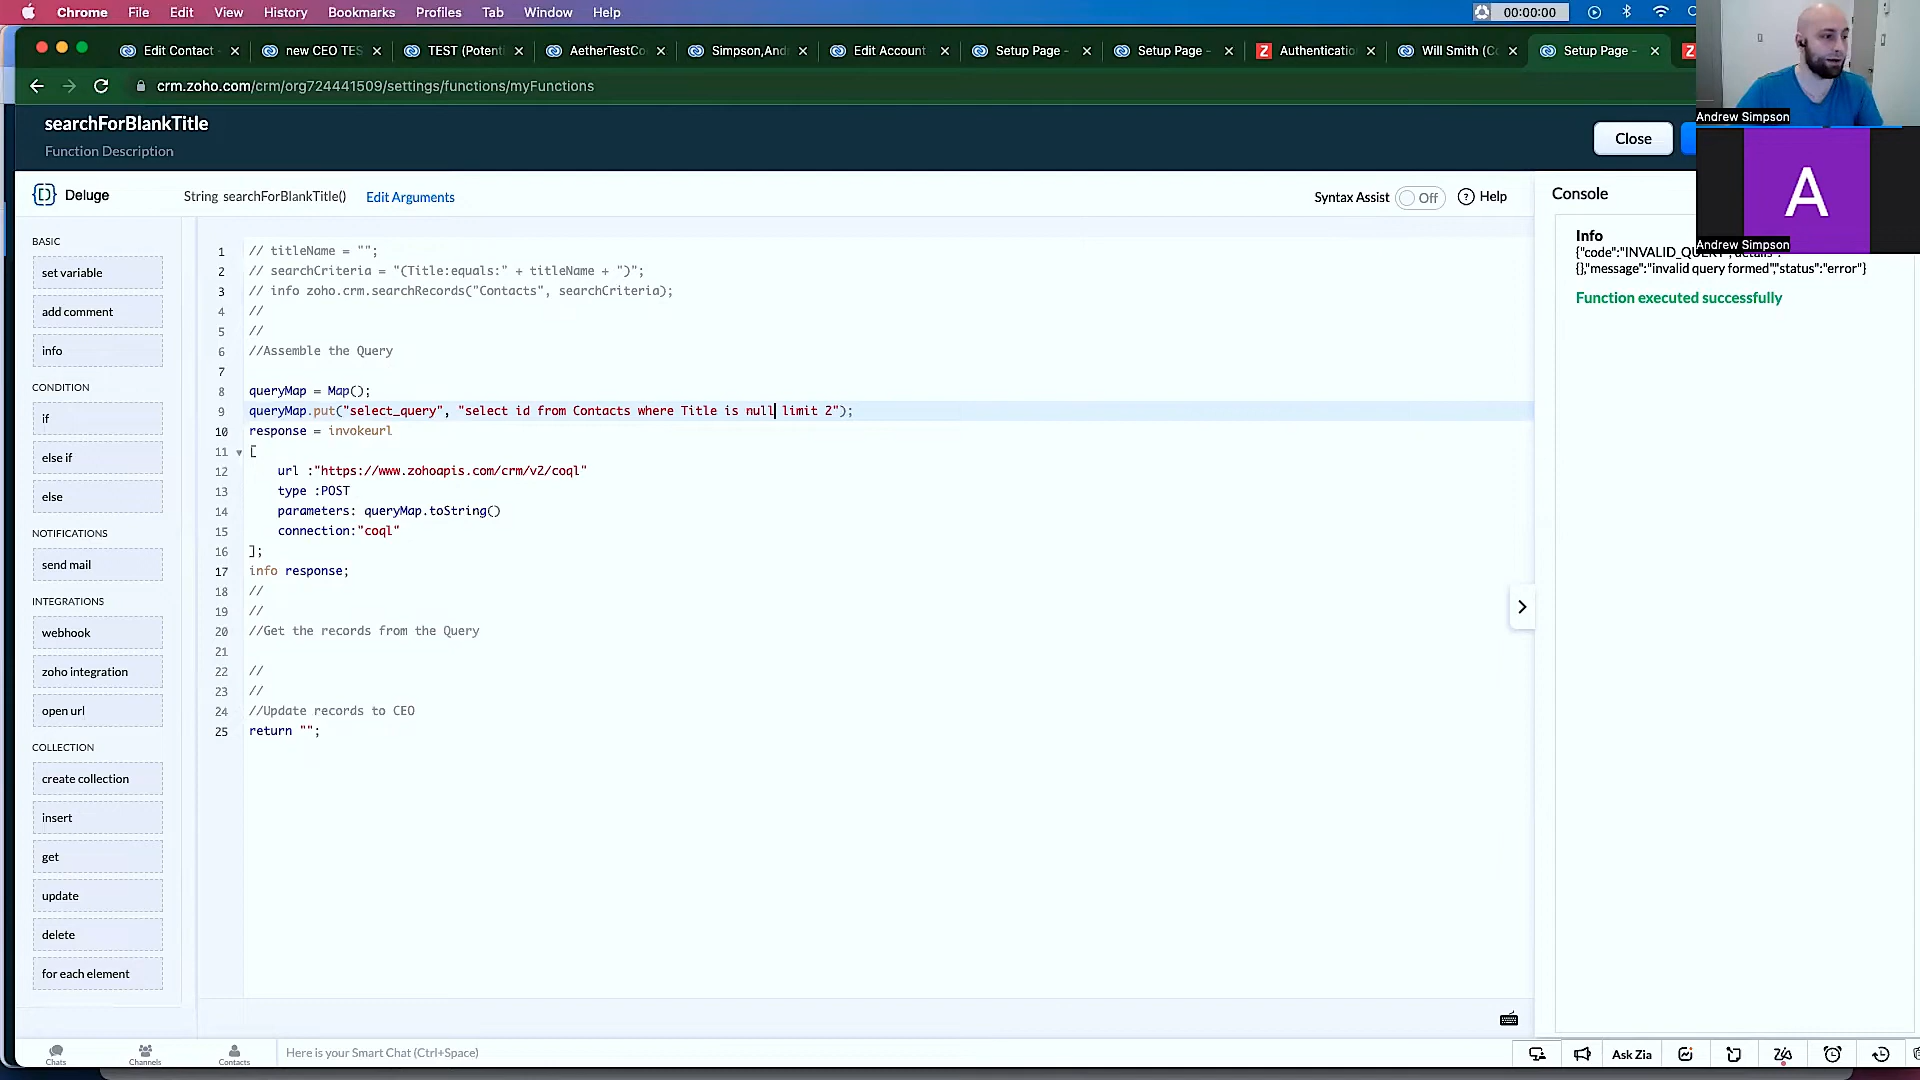 Chrome File Edit View History Bookmarks Profiles Tab Window Help 00:00:00
Edit Contact - new CEO TES TEST (Potent AetherTestCo Simpson,And Edit Account Setup Page - Setup Page - Authenticatio Will Smith (C Setup Page -
crm.zoho.com/crm/org724441509/settings/functions/myFunctions
searchForBlankTitle
Function Description
Close
Andrew Simpson
A
Andrew Simpson
Deluge
String searchForBlankTitle() Edit Arguments
Syntax Assist Off Help
Console
BASIC
set variable
add comment
info
CONDITION
if
else if
else
NOTIFICATIONS
send mail
INTEGRATIONS
webhook
zoho integration
open url
COLLECTION
create collection
insert
get
update
delete
for each element
1 // titleName = "";
2 // searchCriteria = "(Title:equals:" + titleName + ")";
3 // info zoho.crm.searchRecords("Contacts", searchCriteria);
4 //
5 //
6 //Assemble the Query
7
8 queryMap = Map();
9 queryMap.put("select_query", "select id from Contacts where Title is null limit 2");
10 response = invokeurl
11 [
12 url :"https://www.zohoapis.com/crm/v2/coql"
13 type :POST
14 parameters: queryMap.toString()
15 connection:"coql"
16 ];
17 info response;
18 //
19 //
20 //Get the records from the Query
21
22 //
23 //
24 //Update records to CEO
25 return "";
Info
{"code":"INVALID_QUERY","details":
{},"message":"invalid query formed","status":"error"}
Function executed successfully
Chats Channels Contacts Here is your Smart Chat (Ctrl+Space) Ask Zia